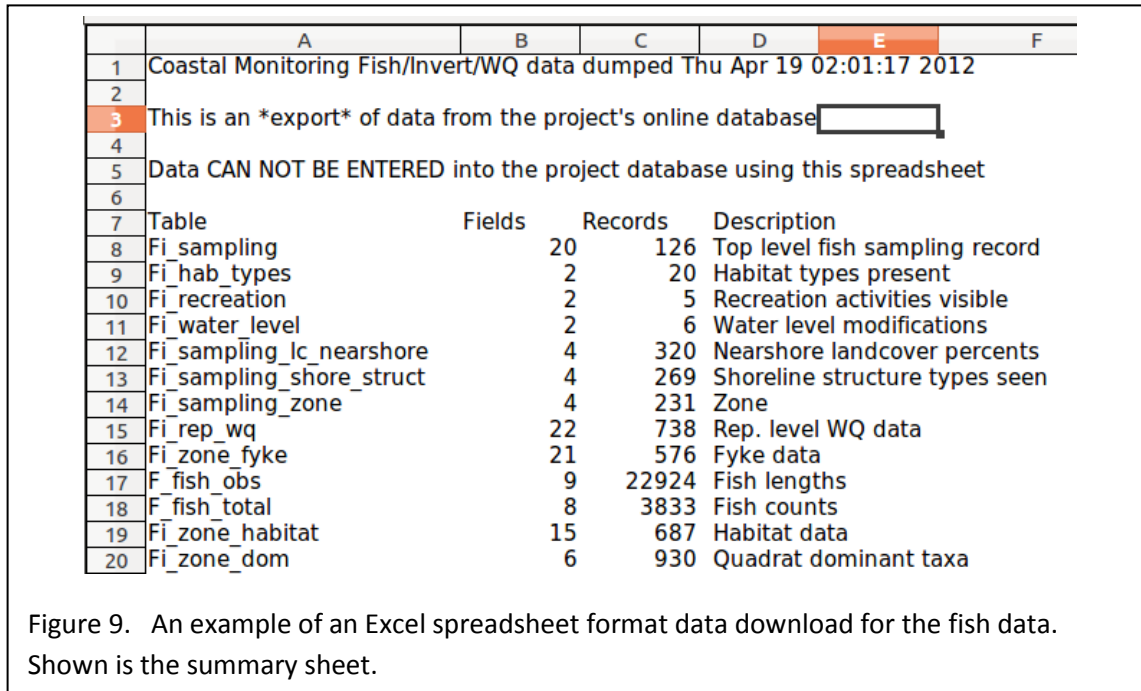 A B C D E F
1 Coastal Monitoring Fish/Invert/WQ data dumped Thu Apr 19 02:01:17 2012
2
3 This is an *export* of data from the project's online database
4
5 Data CAN NOT BE ENTERED into the project database using this spreadsheet
6
7 Table Fields Records Description
8 Fi_sampling 20 126 Top level fish sampling record
9 Fi_hab_types 2 20 Habitat types present
10 Fi_recreation 2 5 Recreation activities visible
11 Fi_water_level 2 6 Water level modifications
12 Fi_sampling_lc_nearshore 4 320 Nearshore landcover percents
13 Fi_sampling_shore_struct 4 269 Shoreline structure types seen
14 Fi_sampling_zone 4 231 Zone
15 Fi_rep_wq 22 738 Rep. level WQ data
16 Fi_zone_fyke 21 576 Fyke data
17 F_fish_obs 9 22924 Fish lengths
18 F_fish_total 8 3833 Fish counts
19 Fi_zone_habitat 15 687 Habitat data
20 Fi_zone_dom 6 930 Quadrat dominant taxa
Figure 9. An example of an Excel spreadsheet format data download for the fish data.
Shown is the summary sheet.